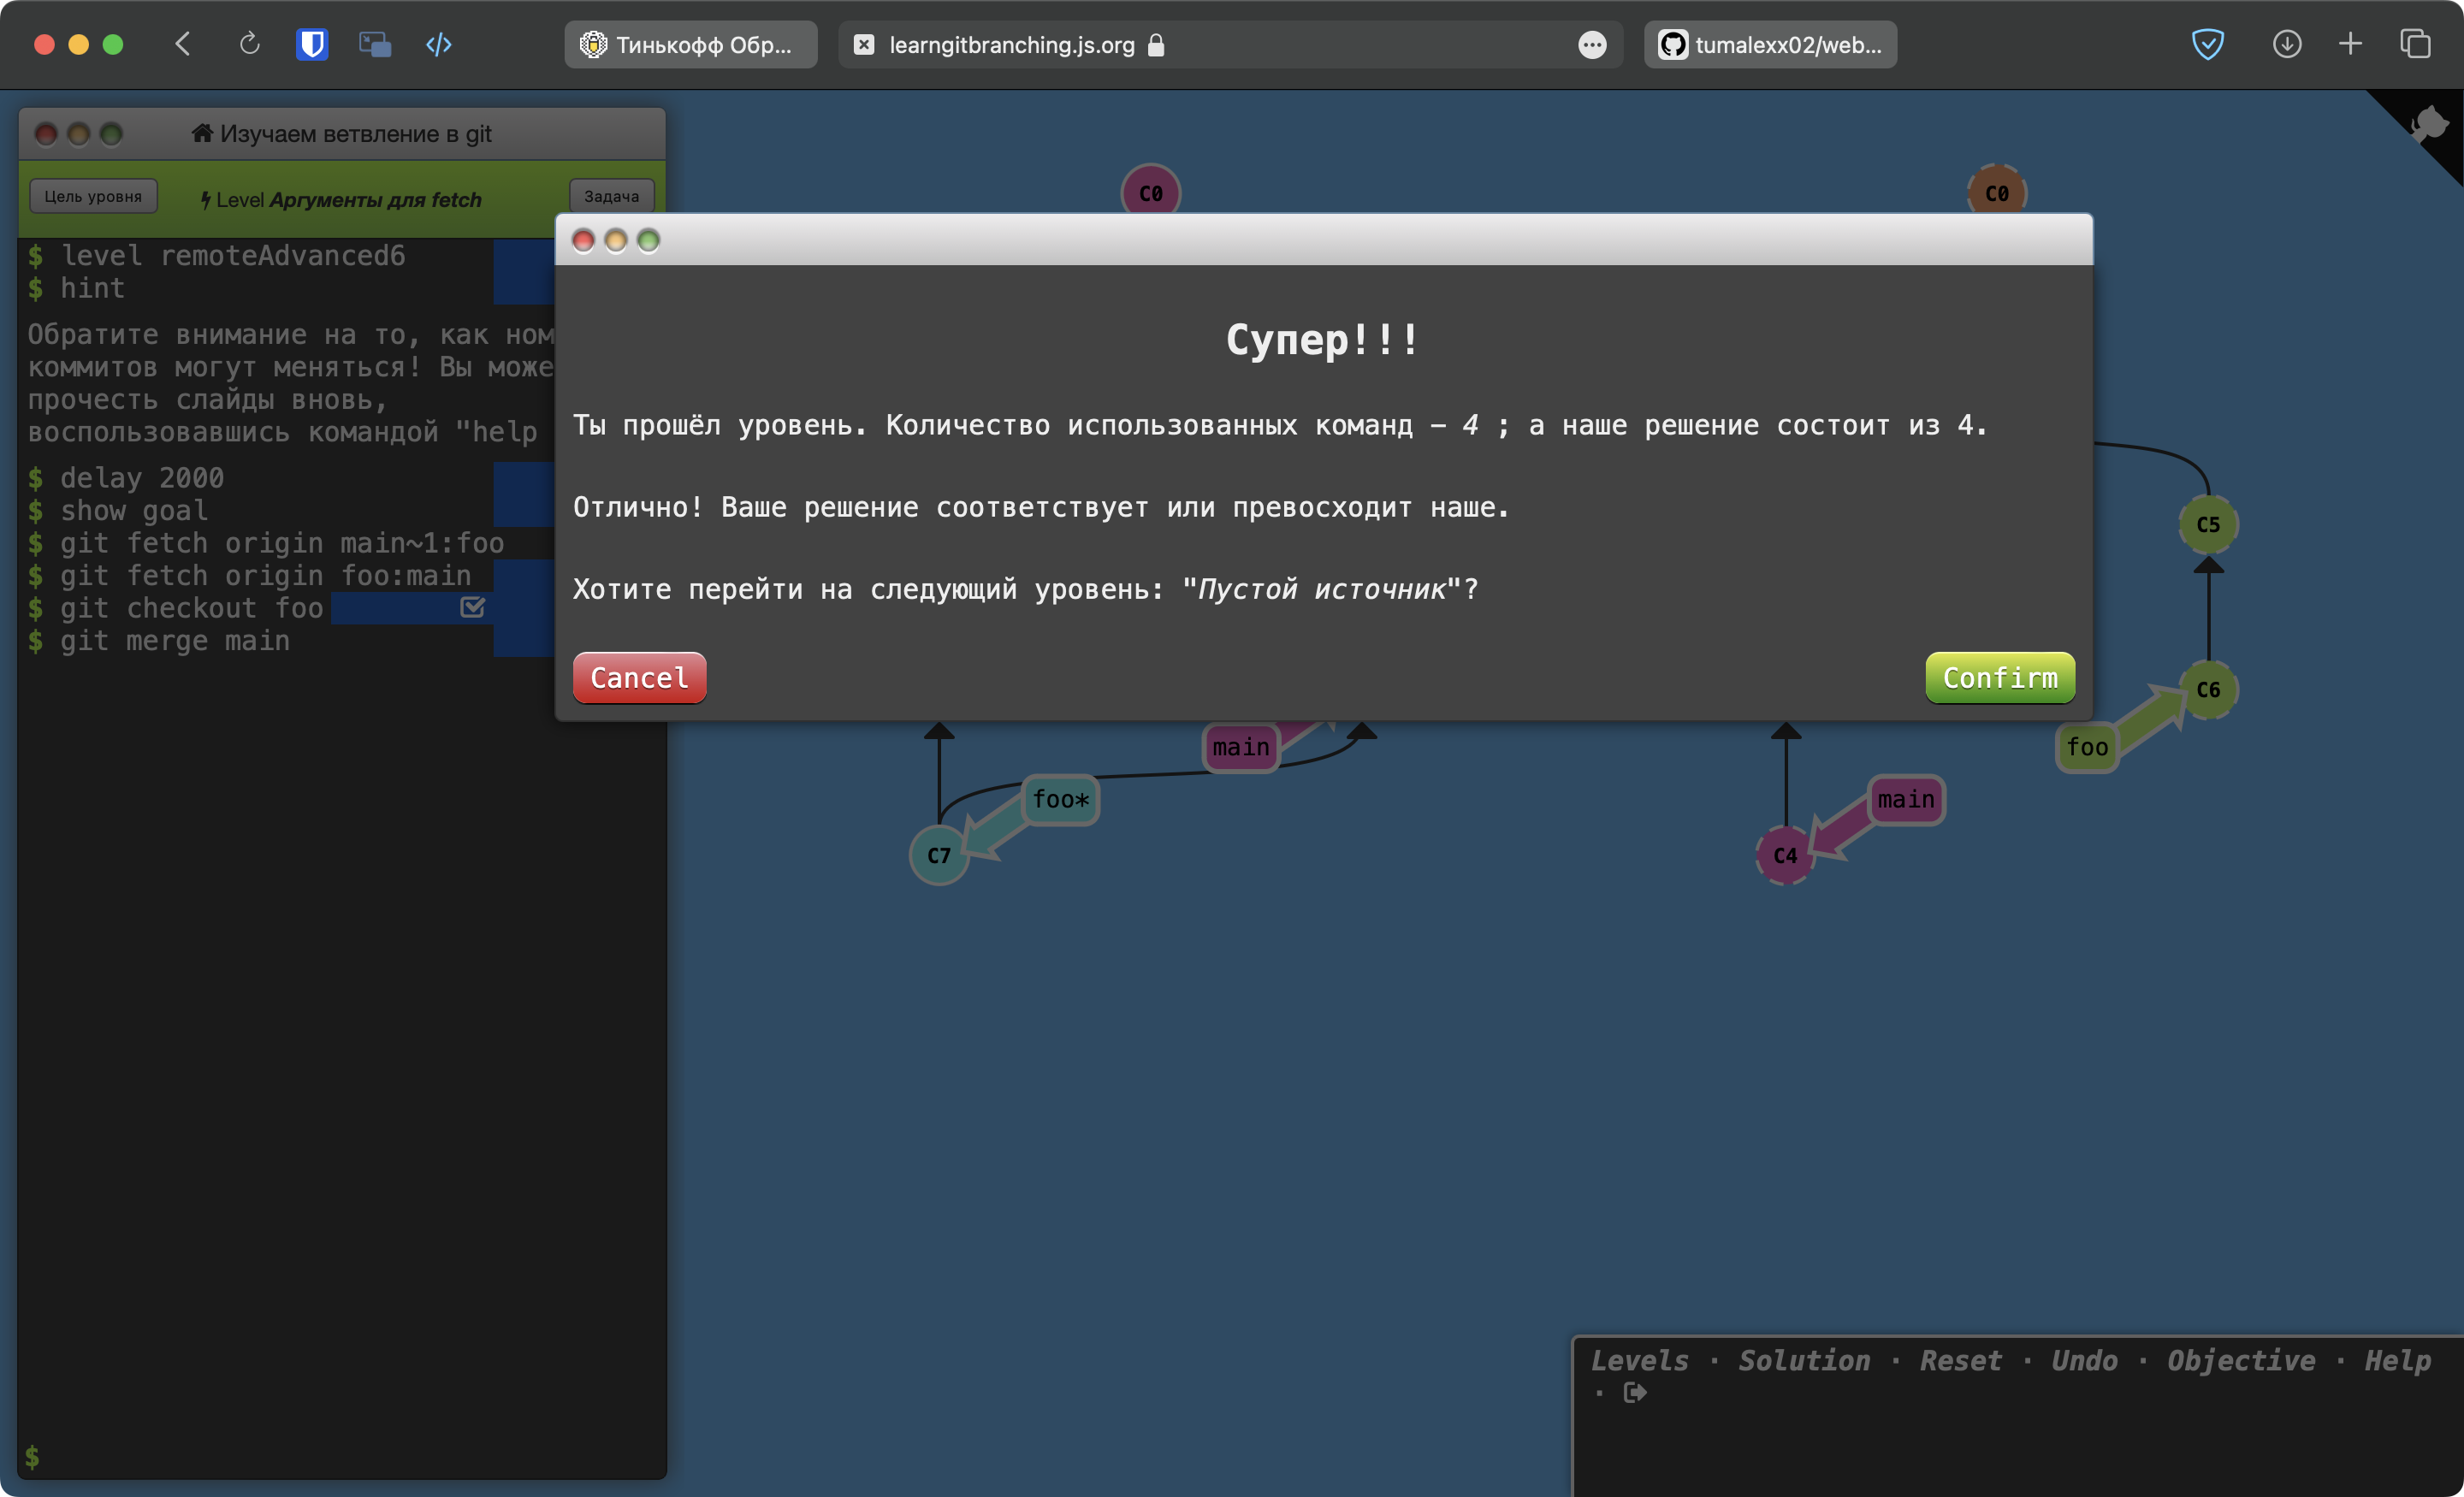 Тинькофф Обр...
learngitbranching.js.org
tumalexx02/web...
Изучаем ветвление в git
Цель уровня
Level Аргументы для fetch
Задача
$ level remoteAdvanced6
$ hint
Обратите внимание на то, как ном
коммитов могут меняться! Вы може
прочесть слайды вновь,
воспользовавшись командой "help
$ delay 2000
$ show goal
$ git fetch origin main~1:foo
$ git fetch origin foo:main
$ git checkout foo
$ git merge main
$
C0
C0
Супер!!!
Ты прошёл уровень. Количество использованных команд – 4 ; а наше решение состоит из 4.
Отлично! Ваше решение соответствует или превосходит наше.
Хотите перейти на следующий уровень: "Пустой источник"?
Cancel
Confirm
C5
C6
main
foo
foo*
main
C7
C4
Levels · Solution · Reset · Undo · Objective · Help
·